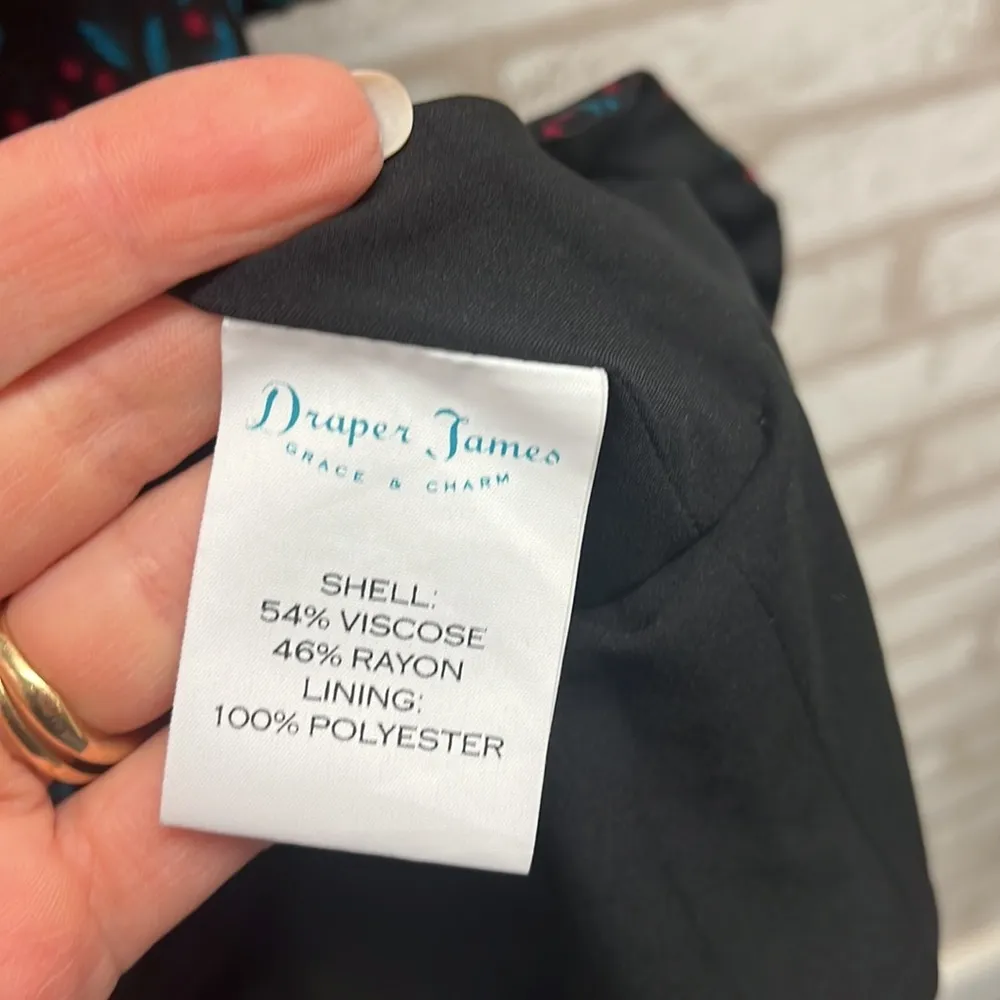 Draper James
GRACE & CHARM
SHELL:
54% VISCOSE
46% RAYON
LINING:
100% POLYESTER